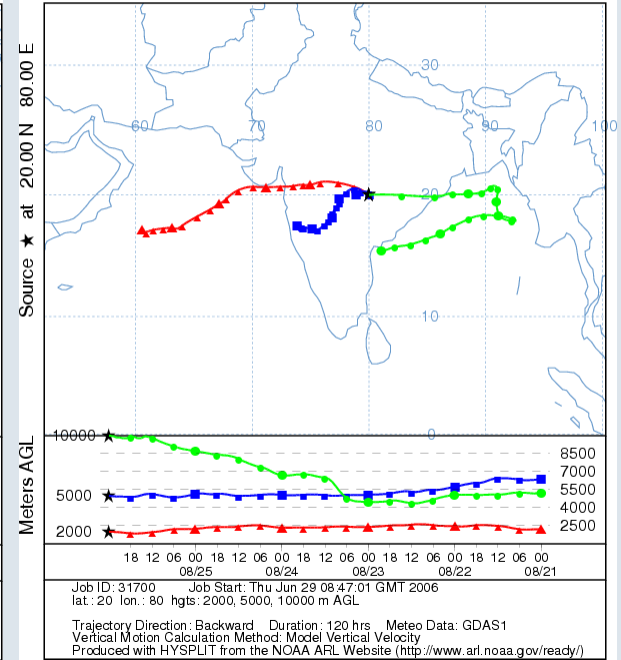 Source ★ at 20.00 N 80.00 E
30
60 70 80 90 100
20
10
0
Meters AGL
10000
5000
2000
8500
7000
5500
4000
2500
18 12 06 00 18 12 06 00 18 12 06 00 18 12 06 00 18 12 06 00
08/25 08/24 08/23 08/22 08/21
Job ID: 31700 Job Start: Thu Jun 29 08:47:01 GMT 2006
lat.: 20 lon.: 80 hgts: 2000, 5000, 10000 m AGL
Trajectory Direction: Backward Duration: 120 hrs Meteo Data: GDAS1
Vertical Motion Calculation Method: Model Vertical Velocity
Produced with HYSPLIT from the NOAA ARL Website (http://www.arl.noaa.gov/ready/)